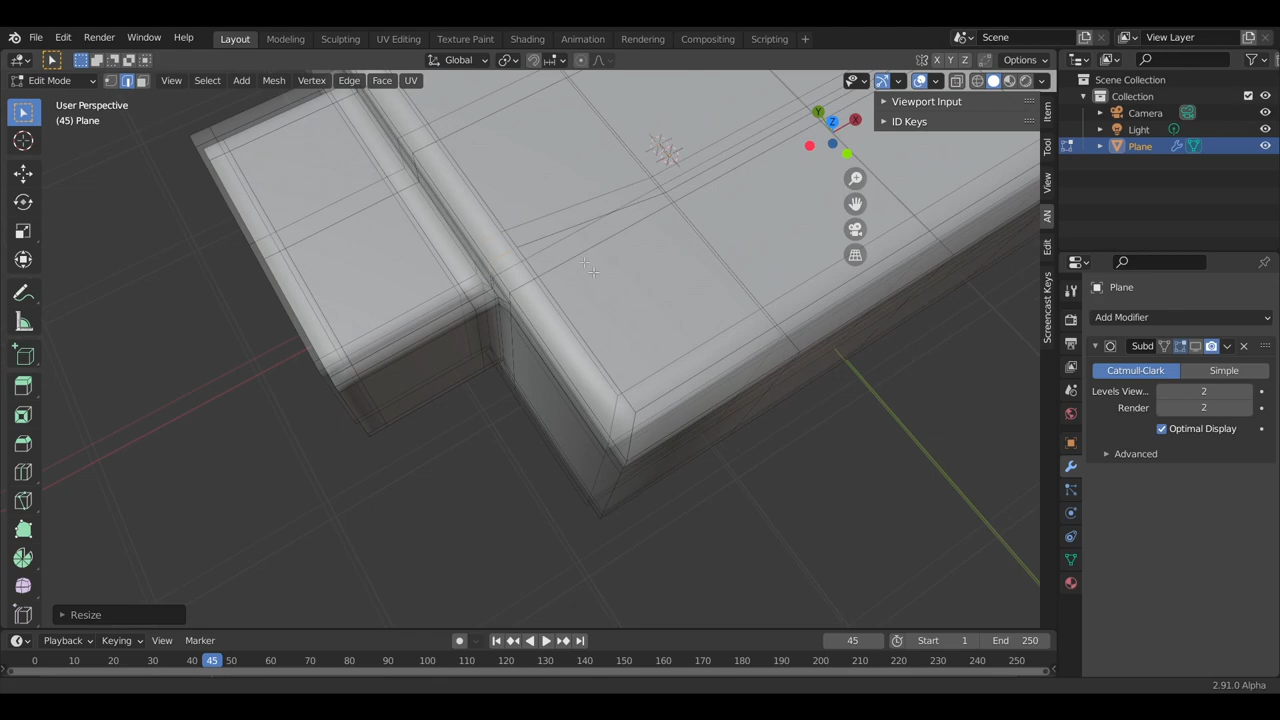 File Edit Render Window Help Layout Modeling Sculpting UV Editing Texture Paint Shading Animation Rendering Compositing Scripting + Scene View Layer
Global X Y Z Options
Edit Mode View Select Add Mesh Vertex Edge Face UV
User Perspective
(45) Plane
Viewport Input
ID Keys
Y Z X
Item
Tool
View
AN
Edit
Screencast Keys
Scene Collection
Collection
Camera
Light
Plane
Plane
Add Modifier
Subd
Catmull-Clark Simple
Levels View... 2
Render 2
Optimal Display
Advanced
Resize
Playback Keying View Marker 45 Start 1 End 250
0 10 20 30 40 45 50 60 70 80 90 100 110 120 130 140 150 160 170 180 190 200 210 220 230 240 250
2.91.0 Alpha